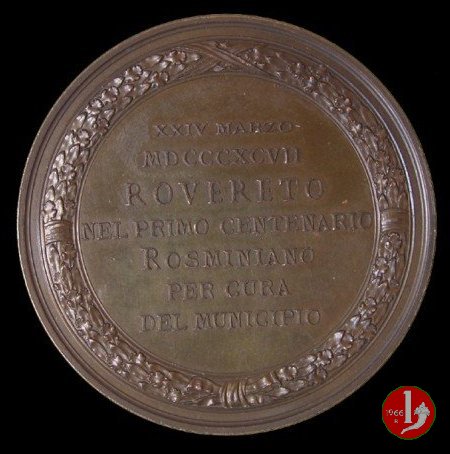 XXIV MARZO
MDCCCXCVII
ROVERETO
NEL PRIMO CENTENARIO
ROSMINIANO
PER CURA
DEL MUNICIPIO
1966
R